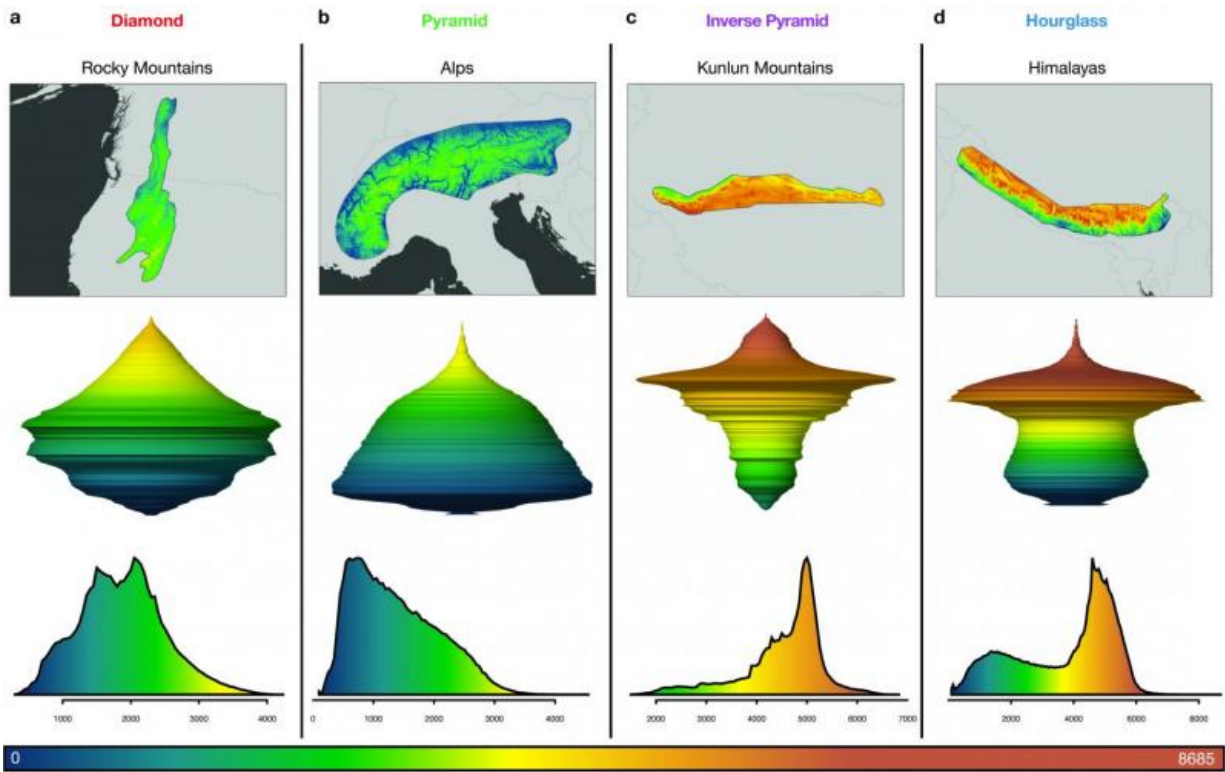 a Diamond
Rocky Mountains
1000 2000 3000 4000
b Pyramid
Alps
0 1000 2000 3000 4000
c Inverse Pyramid
Kunlun Mountains
2000 3000 4000 5000 6000 7000
d Hourglass
Himalayas
2000 4000 6000 8000
0 8685